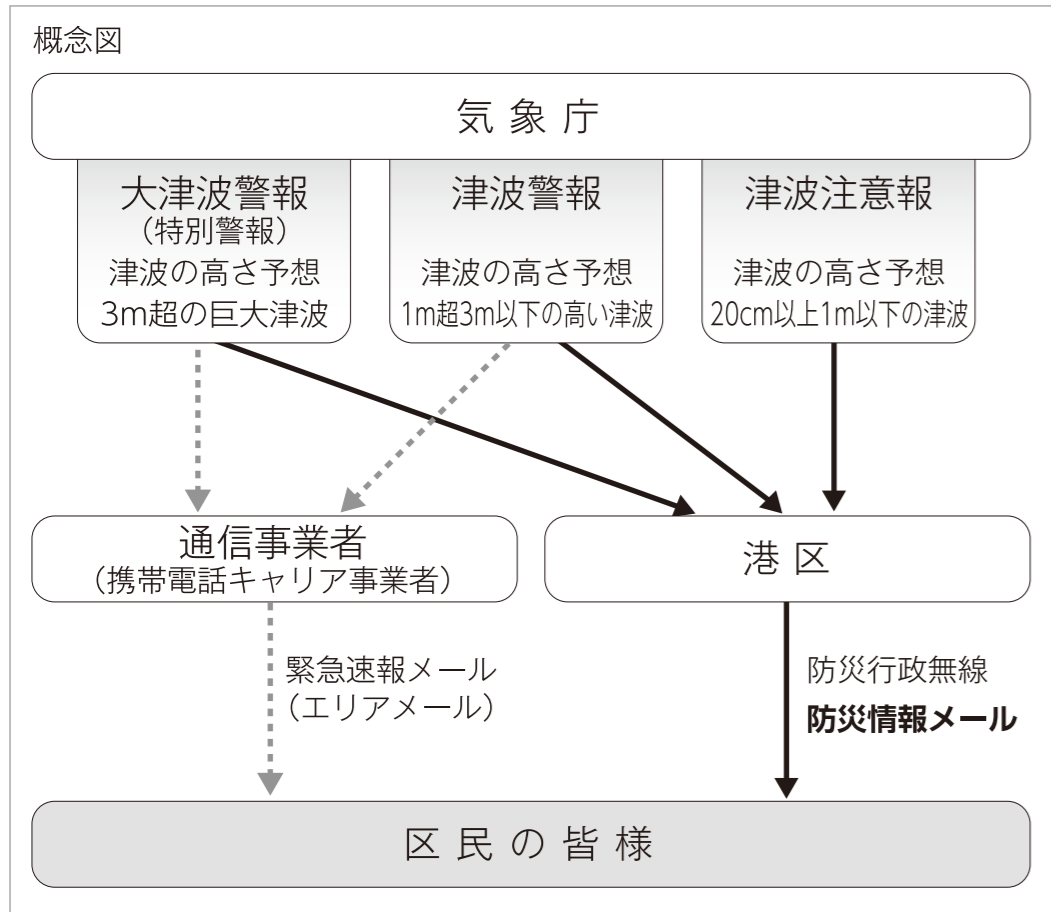 概念図
気象庁
大津波警報
（特別警報）
津波の高さ予想
3m超の巨大津波
津波警報
津波の高さ予想
1m超3m以下の高い津波
津波注意報
津波の高さ予想
20cm以上1m以下の津波
通信事業者
（携帯電話キャリア事業者）
港区
緊急速報メール
（エリアメール）
防災行政無線
防災情報メール
区民の皆様